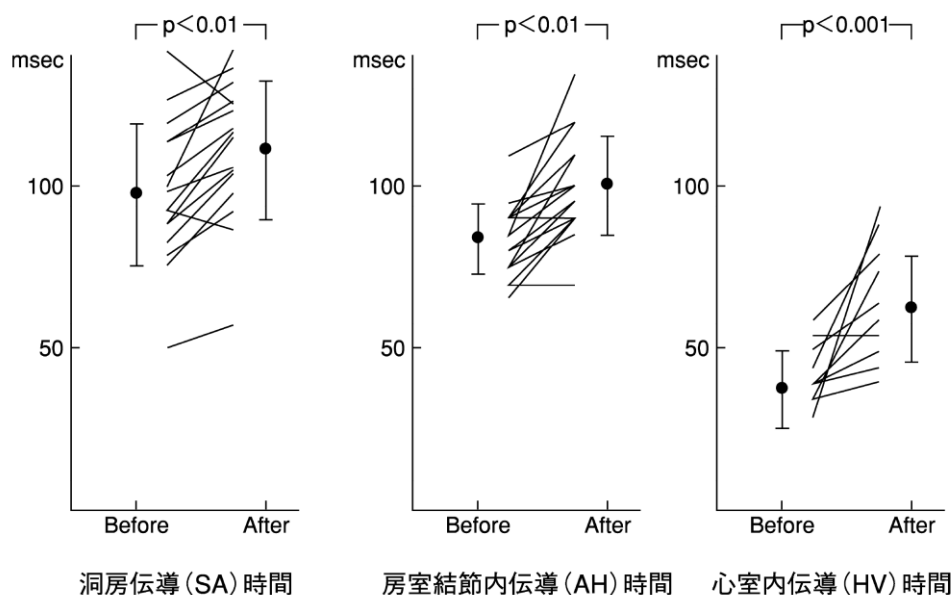 p<0.01
msec
100
50
Before After
洞房伝導（SA）時間
p<0.01
msec
100
50
Before After
房室結節内伝導（AH）時間
p<0.001
msec
100
50
Before After
心室内伝導（HV）時間